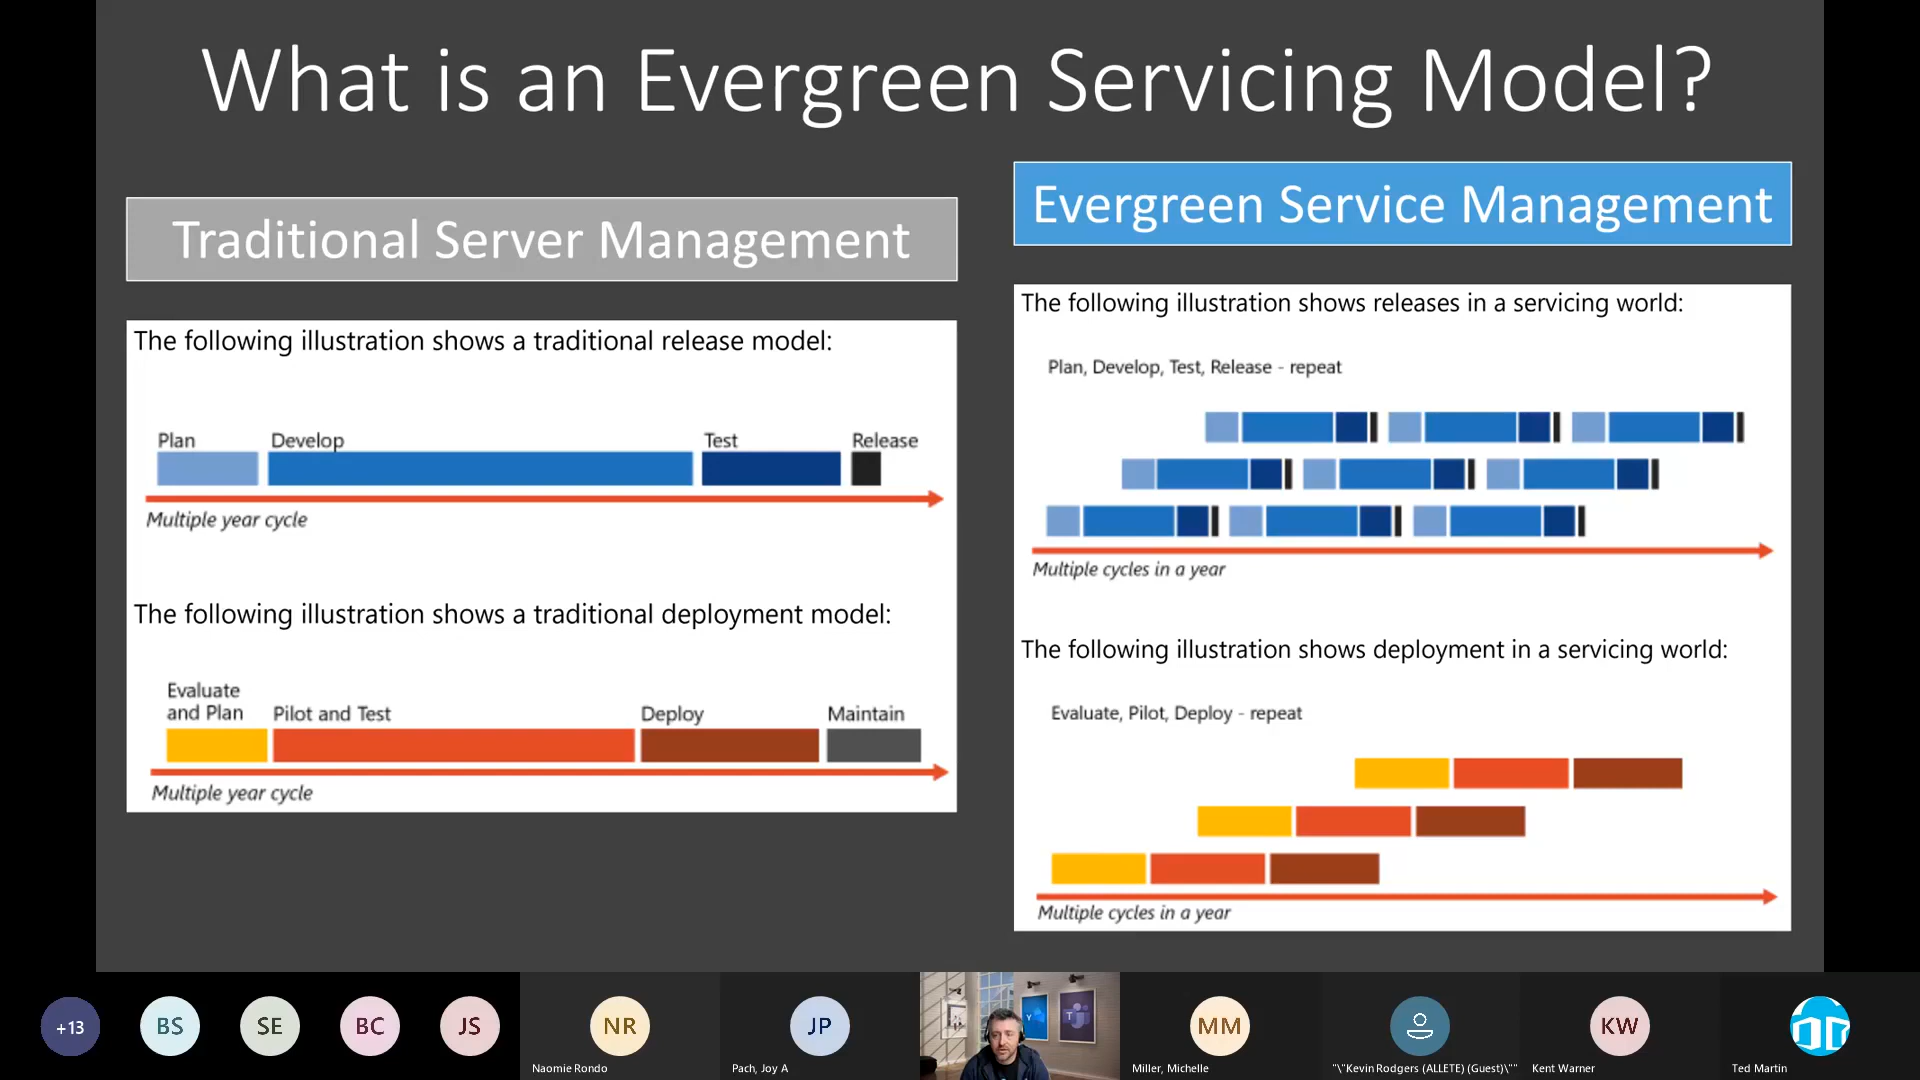 What is an Evergreen Servicing Model?
Traditional Server Management
The following illustration shows a traditional release model:
Plan
Develop
Test
Release
Multiple year cycle
The following illustration shows a traditional deployment model:
Evaluate
and Plan
Pilot and Test
Deploy
Maintain
Multiple year cycle
Evergreen Service Management
The following illustration shows releases in a servicing world:
Plan, Develop, Test, Release - repeat
Multiple cycles in a year
The following illustration shows deployment in a servicing world:
Evaluate, Pilot, Deploy - repeat
Multiple cycles in a year
+13
BS
SE
BC
JS
NR
Naomie Rondo
JP
Pach, Joy A
Y
T
MM
Miller, Michelle
"\"Kevin Rodgers (ALLETE) (Guest)\""
KW
Kent Warner
Ted Martin